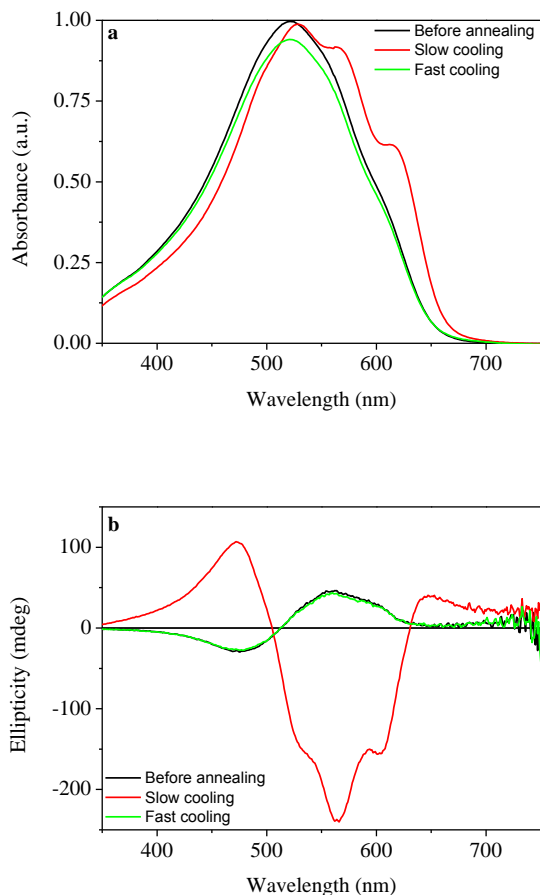 a
Before annealing
Slow cooling
Fast cooling
1.00
0.75
0.50
0.25
0.00
Absorbance (a.u.)
400 500 600 700
Wavelength (nm)
b
100
0
-100
-200
Ellipticity (mdeg)
Before annealing
Slow cooling
Fast cooling
400 500 600 700
Wavelength (nm)